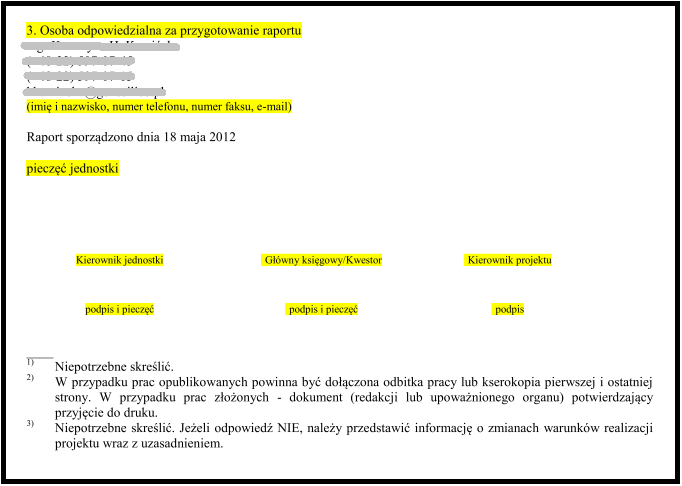 3. Osoba odpowiedzialna za przygotowanie raportu
(imię i nazwisko, numer telefonu, numer faksu, e-mail)
Raport sporządzono dnia 18 maja 2012
pieczęć jednostki
Kierownik jednostki Główny księgowy/Kwestor Kierownik projektu
podpis i pieczęć podpis i pieczęć podpis
1) Niepotrzebne skreślić.
2) W przypadku prac opublikowanych powinna być dołączona odbitka pracy lub kserokopia pierwszej i ostatniej
strony. W przypadku prac złożonych - dokument (redakcji lub upoważnionego organu) potwierdzający
przyjęcie do druku.
3) Niepotrzebne skreślić. Jeżeli odpowiedź NIE, należy przedstawić informację o zmianach warunków realizacji
projektu wraz z uzasadnieniem.